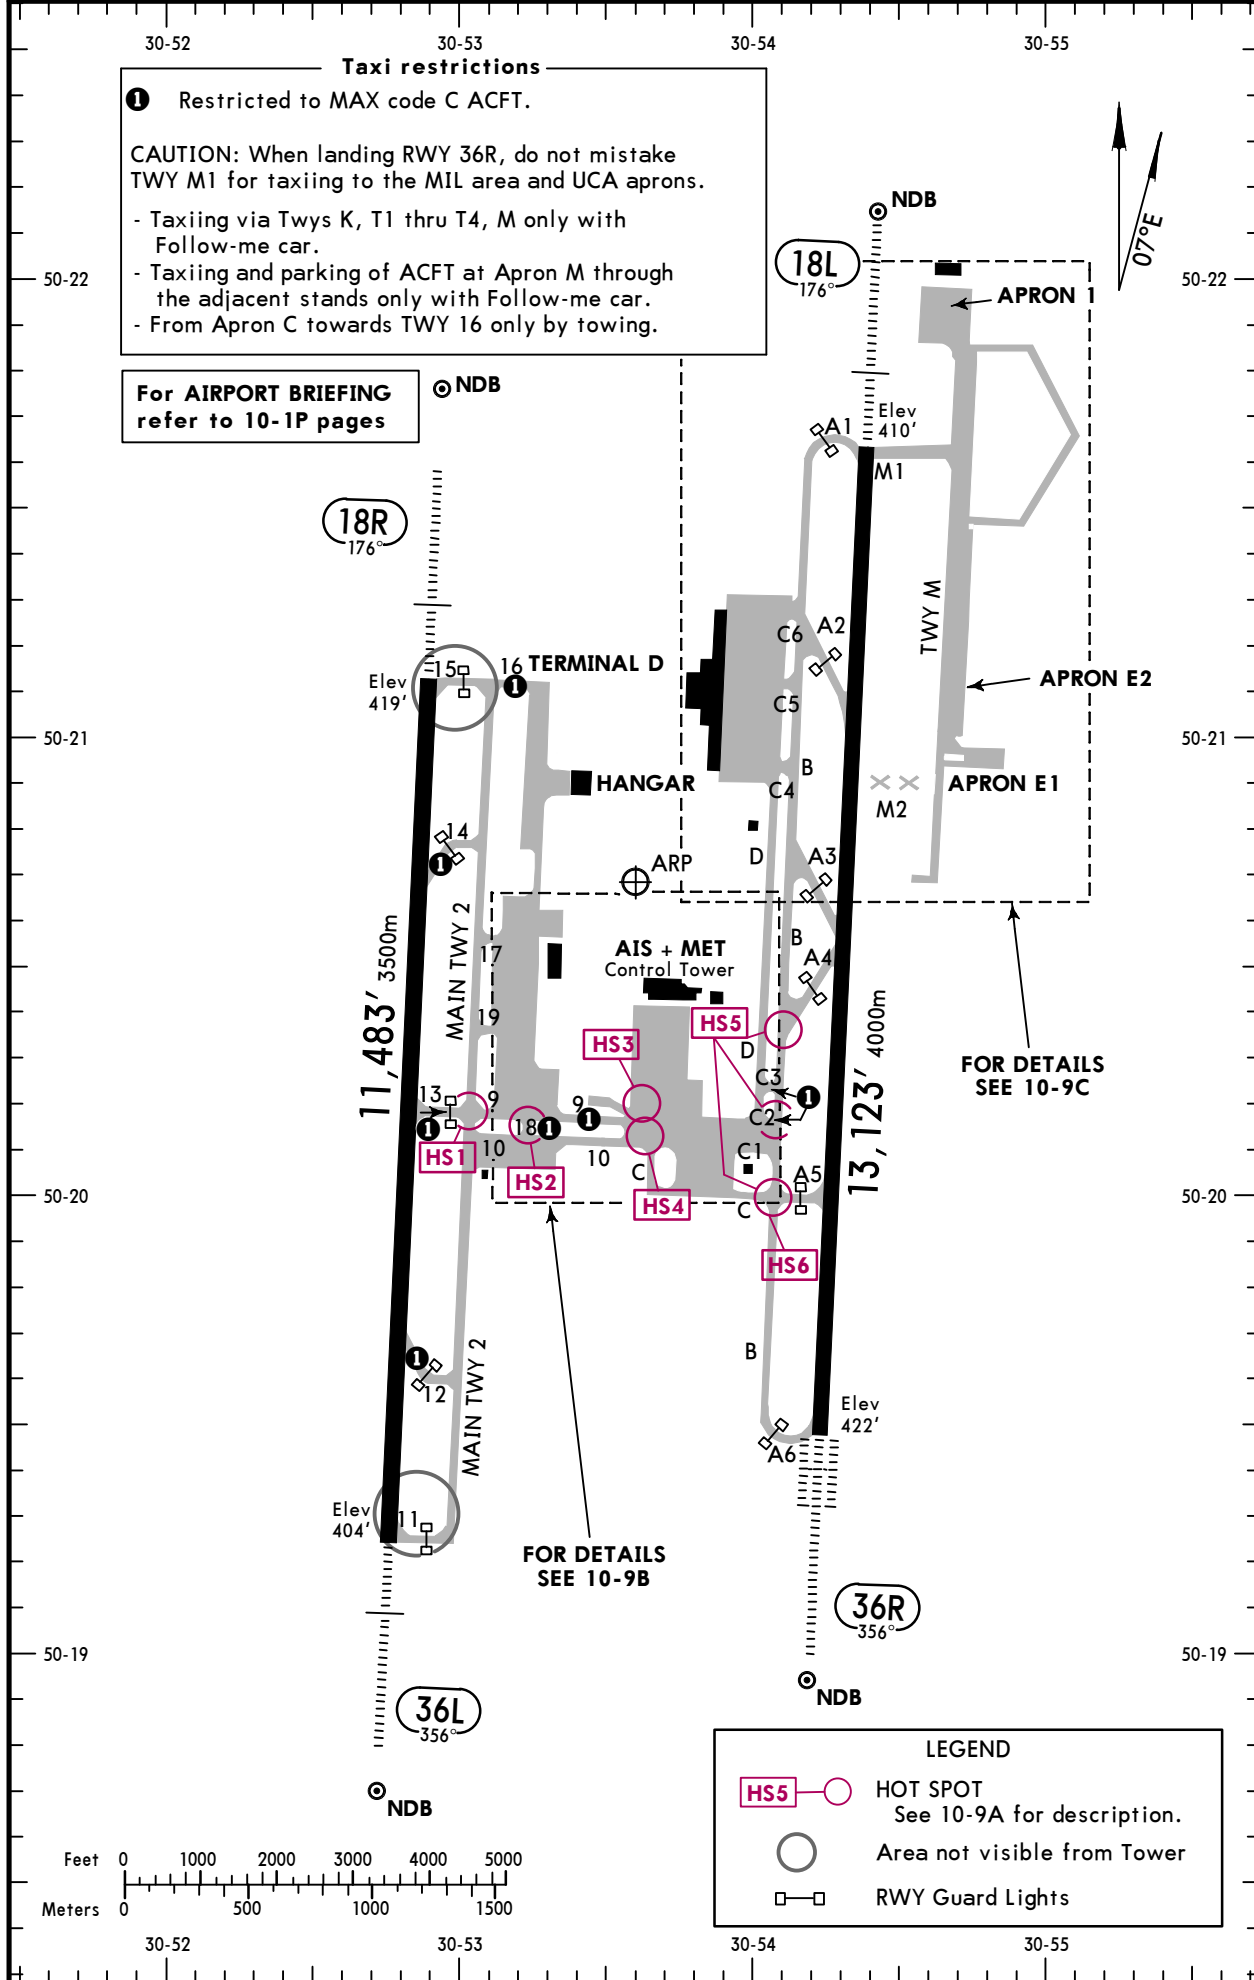 30-52
30-53
30-54
30-55
Taxi restrictions
1 Restricted to MAX code C ACFT.
CAUTION: When landing RWY 36R, do not mistake
TWY M1 for taxiing to the MIL area and UCA aprons.
- Taxiing via Twys K, T1 thru T4, M only with
Follow-me car.
- Taxiing and parking of ACFT at Apron M through
the adjacent stands only with Follow-me car.
- From Apron C towards TWY 16 only by towing.
For AIRPORT BRIEFING
refer to 10-1P pages
07°E
NDB
18L
176°
50-22
50-22
APRON 1
NDB
Elev
410'
A1
M1
18R
176°
TWY M
A2
C6
15
16
TERMINAL D
1
Elev
419'
APRON E2
C5
50-21
50-21
B
HANGAR
C4
APRON E1
M2
14
1
ARP
D
A3
MAIN TWY 2
17
B
AIS + MET
Control Tower
A4
11,483' 3500m
19
HS5
HS3
D
13,123' 4000m
FOR DETAILS
SEE 10-9C
C3
1
13
9
9
1
C2
1
18
1
HS1
10
10
C
C1
A5
HS2
HS4
C
50-20
50-20
HS6
B
1
12
MAIN TWY 2
Elev
422'
A6
Elev
404'
11
FOR DETAILS
SEE 10-9B
36R
356°
50-19
50-19
NDB
36L
356°
NDB
LEGEND
HS5
HOT SPOT
See 10-9A for description.
Area not visible from Tower
RWY Guard Lights
Feet 0 1000 2000 3000 4000 5000
Meters 0 500 1000 1500
30-52
30-53
30-54
30-55